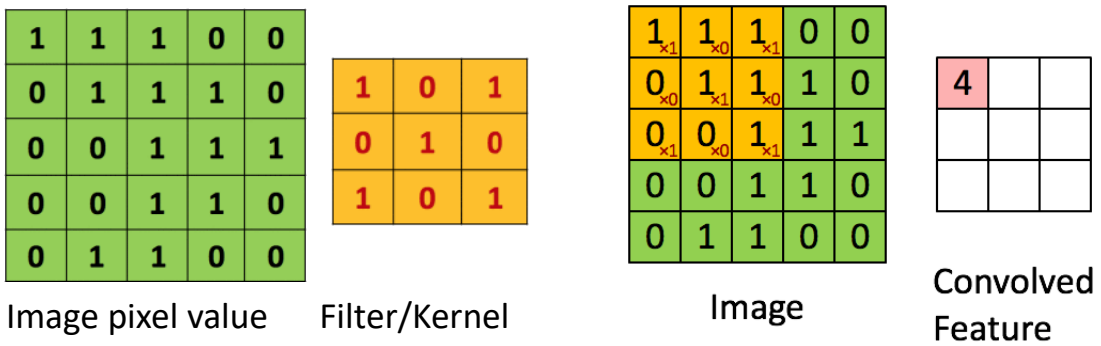 1 1 1 0 0
0 1 1 1 0
0 0 1 1 1
0 0 1 1 0
0 1 1 0 0
Image pixel value
1 0 1
0 1 0
1 0 1
Filter/Kernel
1×1 1×0 1×1 0 0
0×0 1×1 1×0 1 0
0×1 0×0 1×1 1 1
0 0 1 1 0
0 1 1 0 0
Image
4
Convolved
Feature